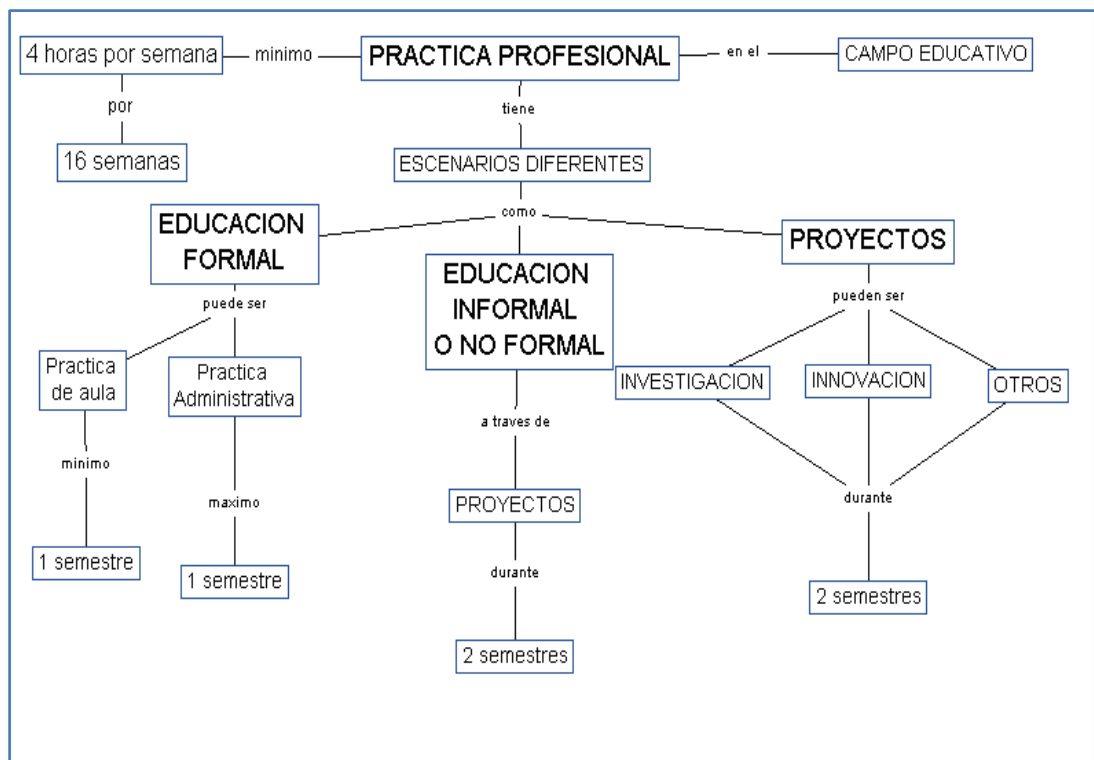 4 horas por semana
minimo
PRACTICA PROFESIONAL
en el
CAMPO EDUCATIVO
por
tiene
16 semanas
ESCENARIOS DIFERENTES
como
EDUCACION
FORMAL
EDUCACION
INFORMAL
O NO FORMAL
PROYECTOS
puede ser
pueden ser
Practica
de aula
Practica
Administrativa
INVESTIGACION
INNOVACION
OTROS
a traves de
minimo
maximo
PROYECTOS
durante
1 semestre
1 semestre
durante
2 semestres
2 semestres